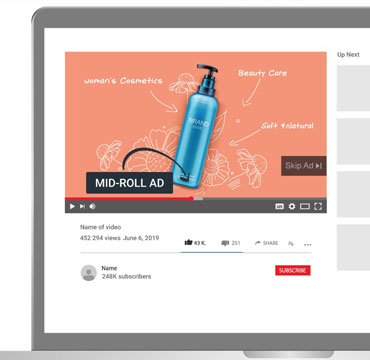 Up Next
woman's Cosmetics
Beauty Care
BRAND
Soft &Natural
Skip Ad
MID-ROLL AD
Name of video
452 294 views June 6, 2019
43 K.
251
SHARE
Name
248K subscribers
SUBSCRIBE